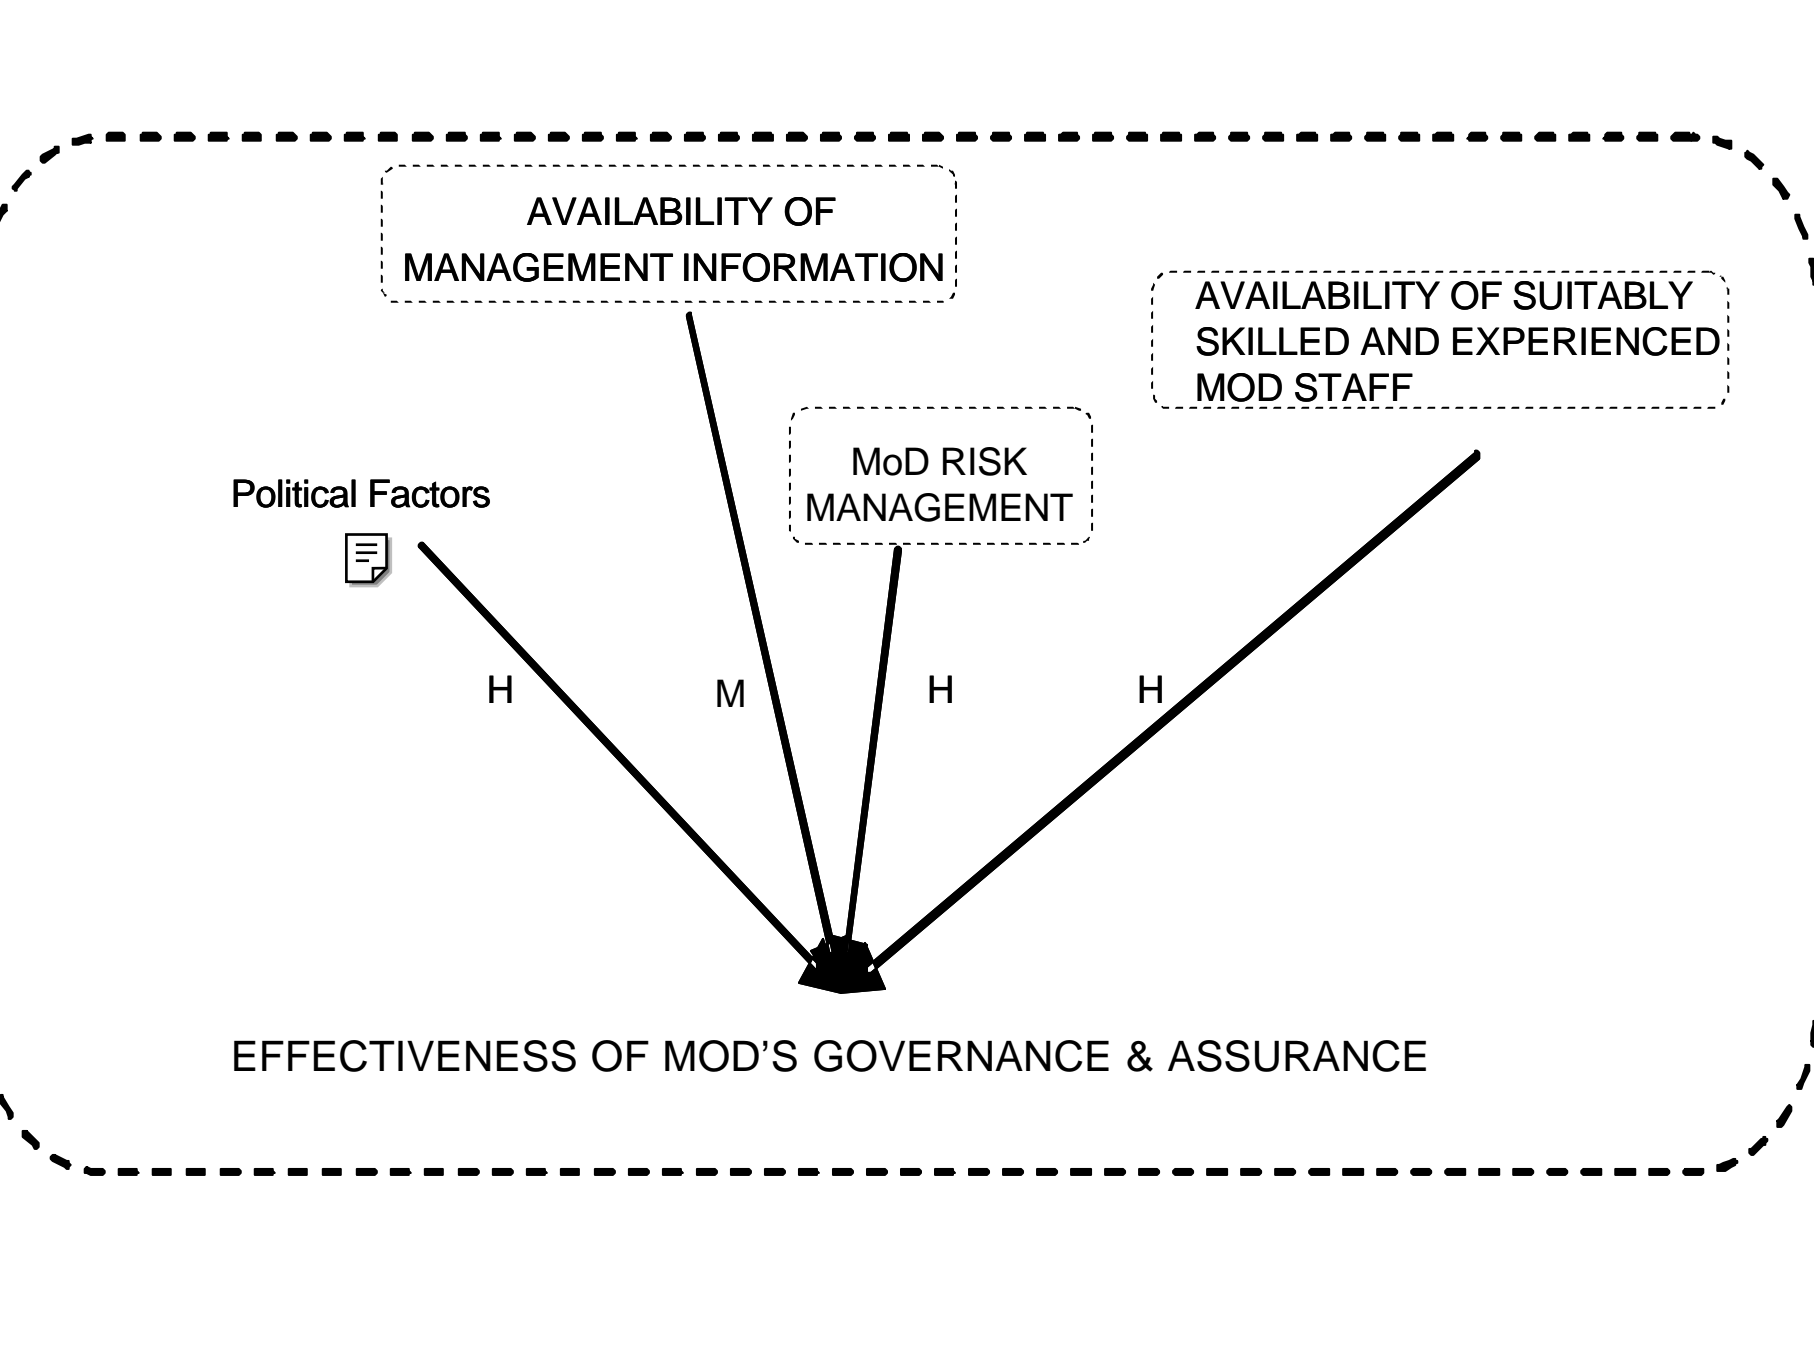 AVAILABILITY OF
MANAGEMENT INFORMATION
AVAILABILITY OF SUITABLY
SKILLED AND EXPERIENCED
MOD STAFF
MoD RISK
MANAGEMENT
Political Factors
H
M
H
H
EFFECTIVENESS OF MOD’S GOVERNANCE & ASSURANCE